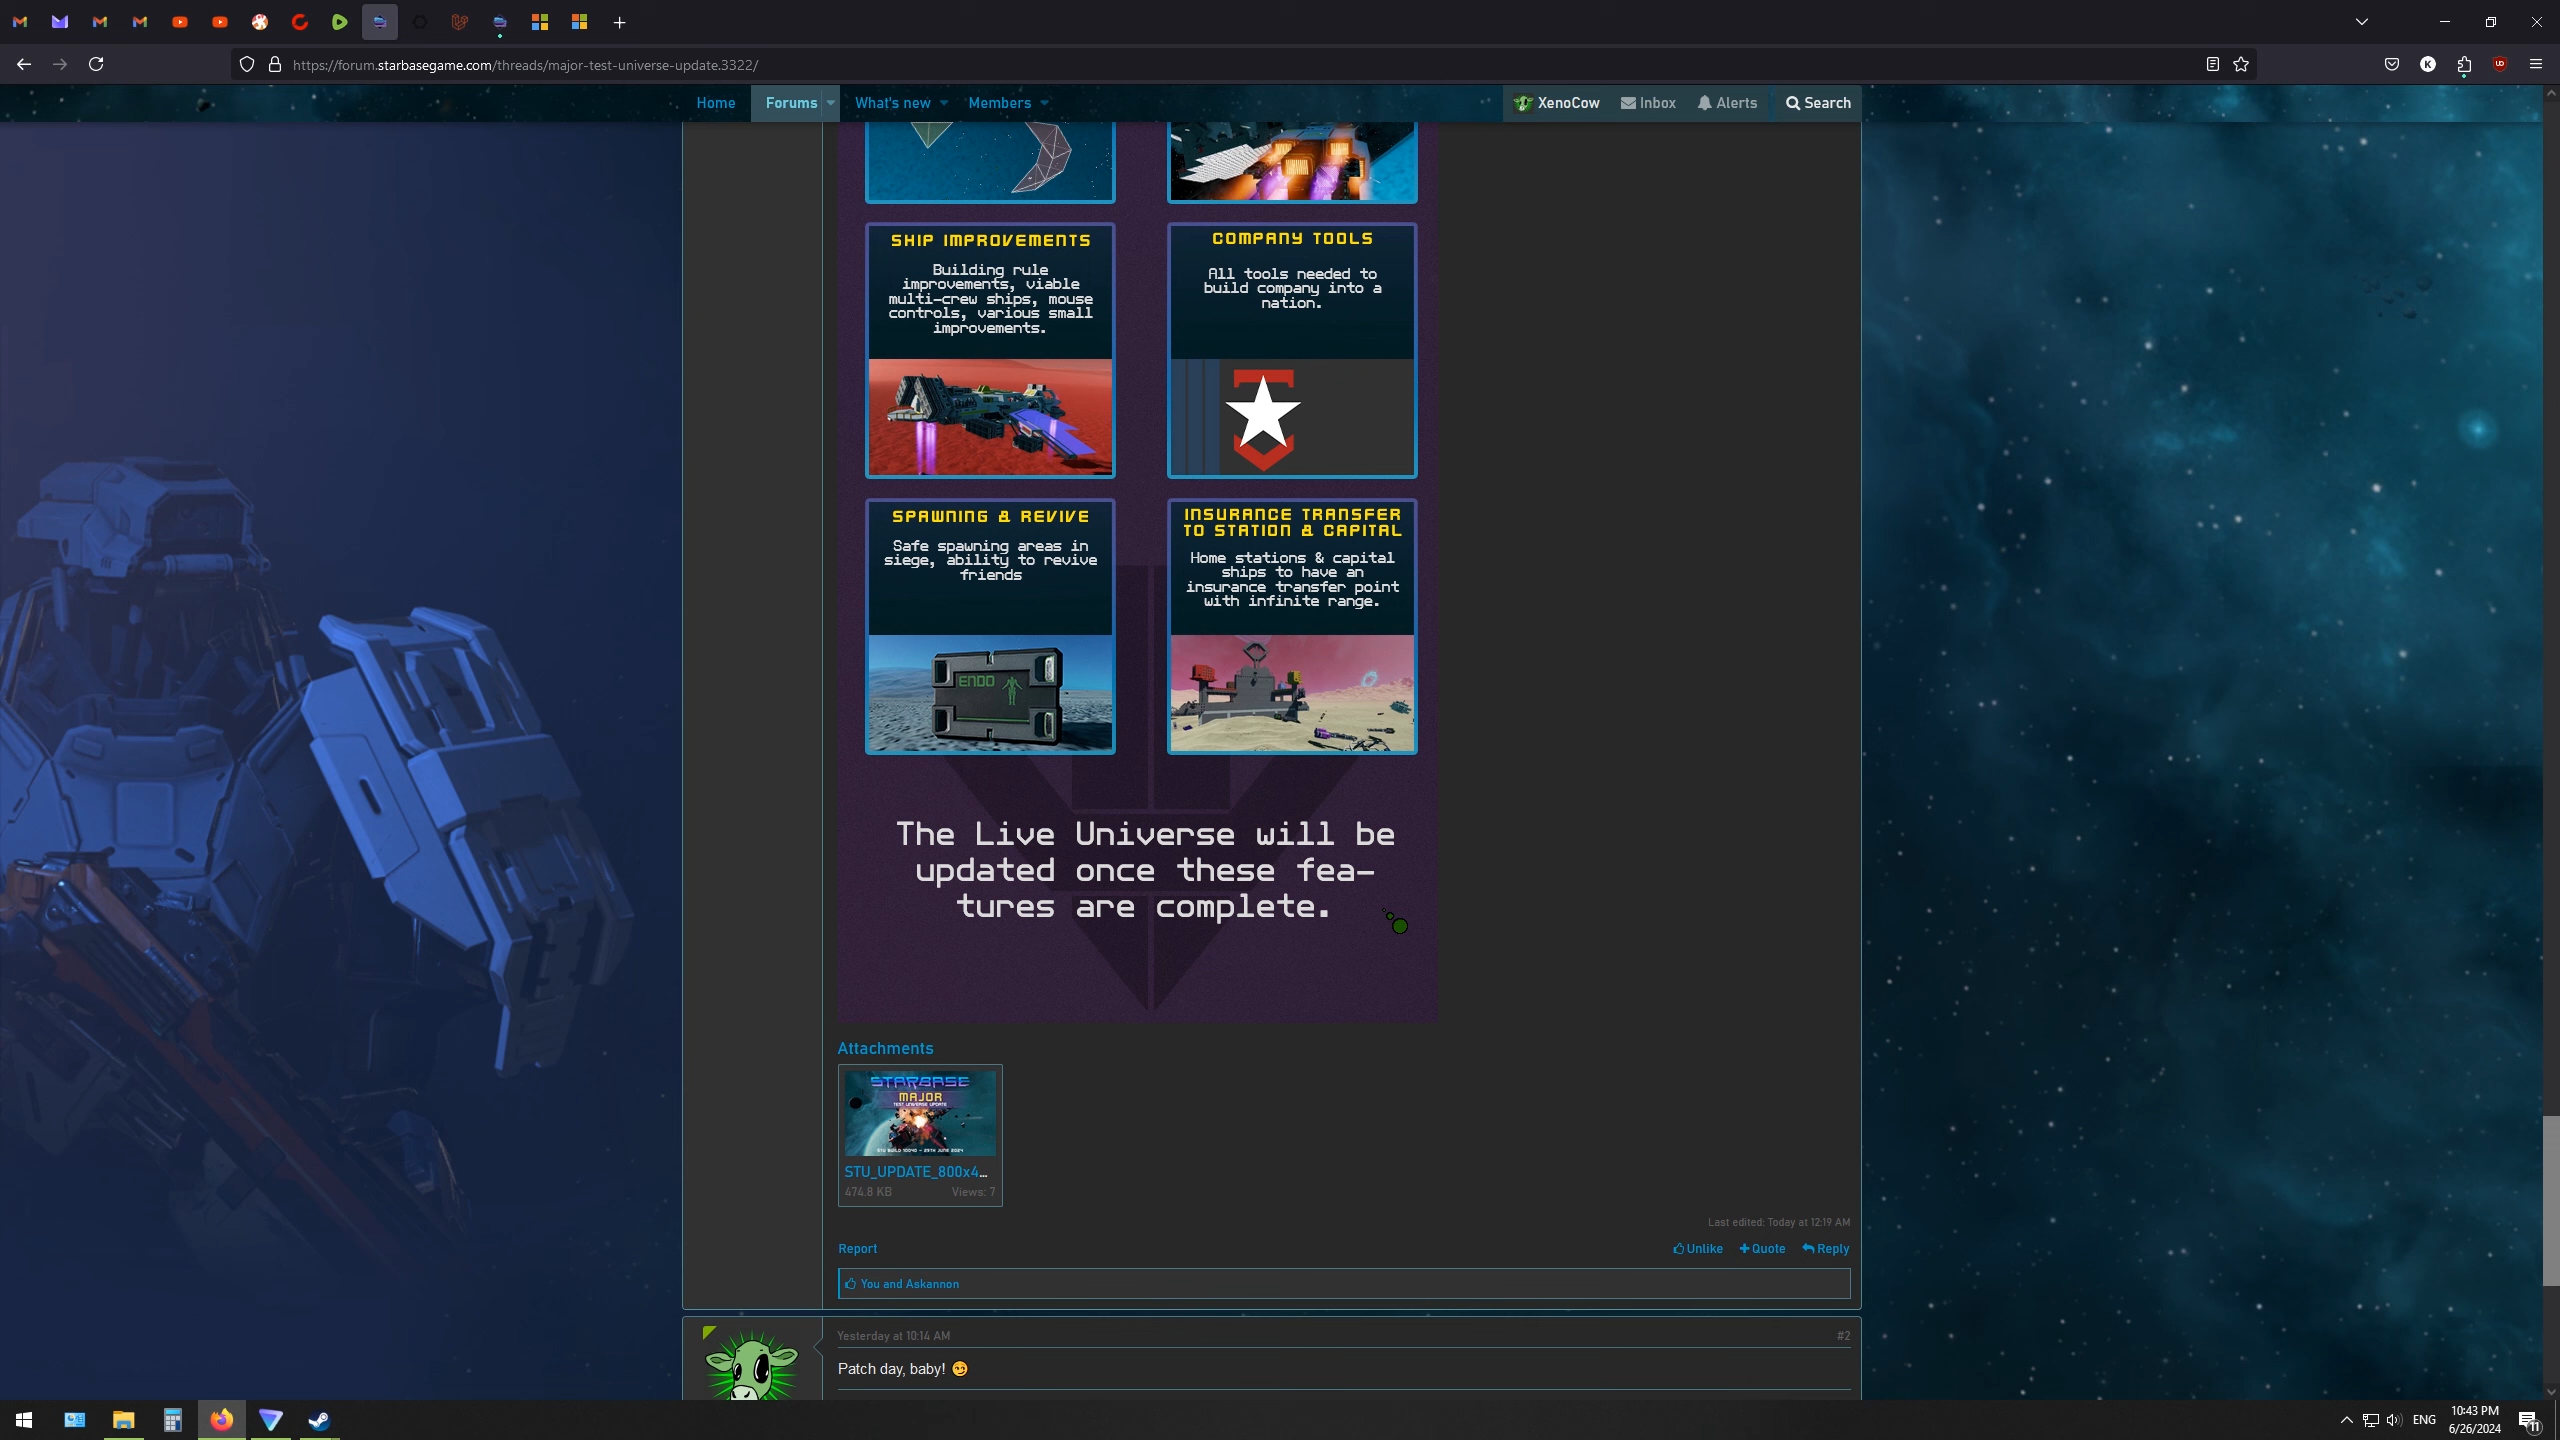 https://forum.starbasegame.com/threads/major-test-universe-update.3322/
Home
Forums
What's new
Members
XenoCow
Inbox
Alerts
Search
SHIP IMPROVEMENTS
Building rule
improvements, viable
multi-crew ships, mouse
controls, various small
improvements.
COMPANY TOOLS
All tools needed to
build company into a
nation.
SPAWNING & REVIVE
Safe spawning areas in
siege, ability to revive
friends
ENDO
INSURANCE TRANSFER
TO STATION & CAPITAL
Home stations & capital
ships to have an
insurance transfer point
with infinite range.
The Live Universe will be
updated once these fea-
tures are complete.
Attachments
STARBASE
MAJOR
TEST UNIVERSE UPDATE
STU_UPDATE_800x4...
474.8 KB
Views: 7
Last edited: Today at 12:19 AM
Report
Unlike
Quote
Reply
You and Askannon
Yesterday at 10:14 AM
#2
Patch day, baby! 😏
ENG
10:43 PM
6/26/2024
11